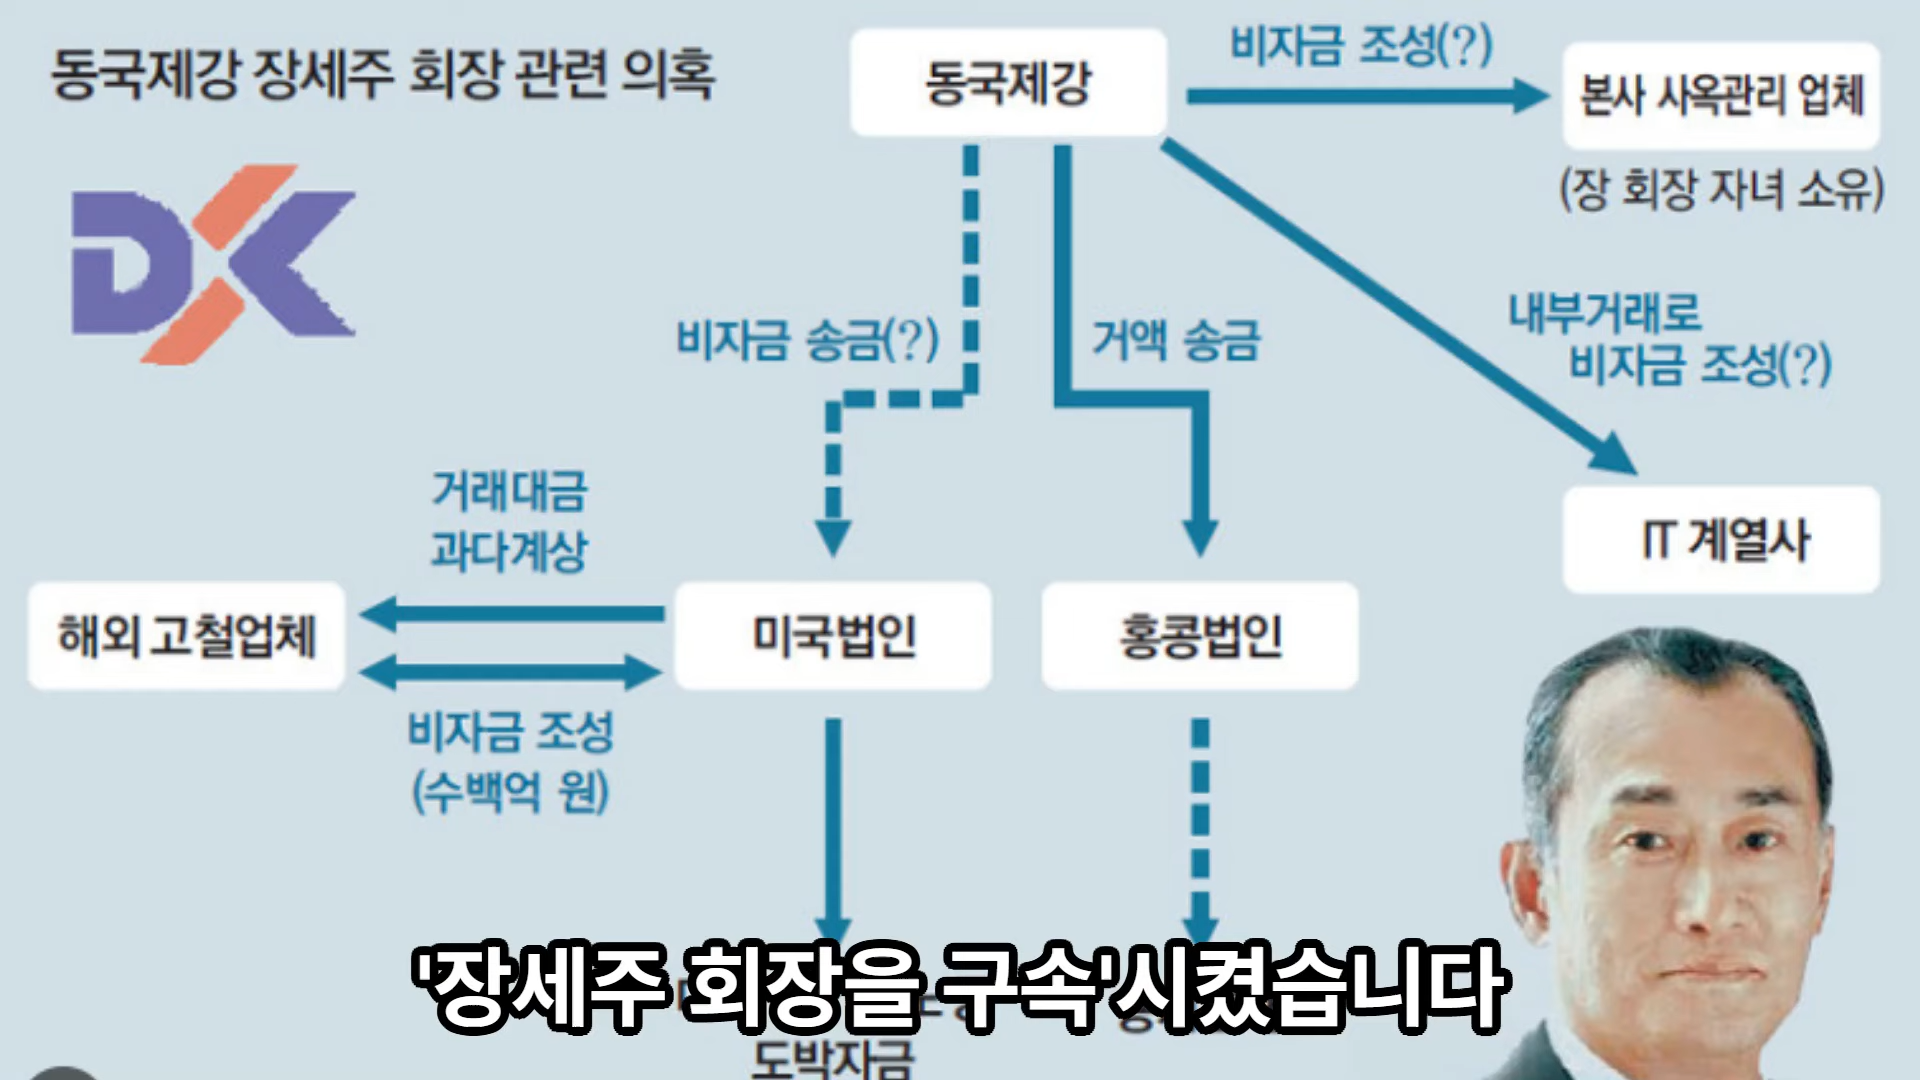 동국제강 장세주 회장 관련 의혹
DK
동국제강
비자금 조성(?)
본사 사옥관리 업체
(장 회장 자녀 소유)
비자금 송금(?)
거액 송금
내부거래로
비자금 조성(?)
거래대금
과다계상
IT 계열사
해외 고철업체
미국법인
홍콩법인
비자금 조성
(수백억 원)
'장세주 회장을 구속'시켰습니다
도박자금